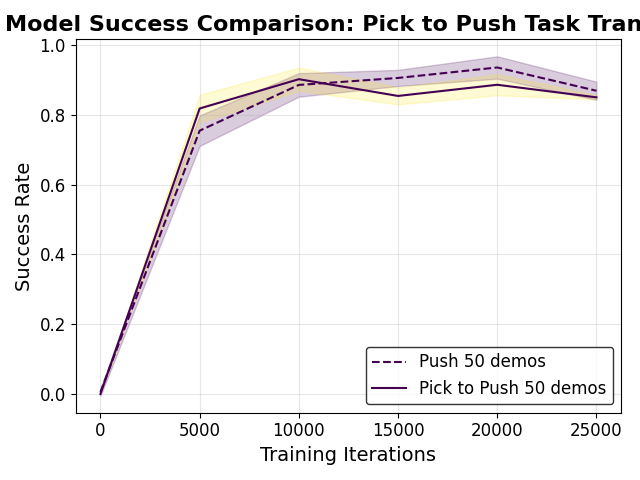 Model Success Comparison: Pick to Push Task Tran
1.0
0.8
0.6
0.4
0.2
0.0
Success Rate
Push 50 demos
Pick to Push 50 demos
0 5000 10000 15000 20000 25000
Training Iterations